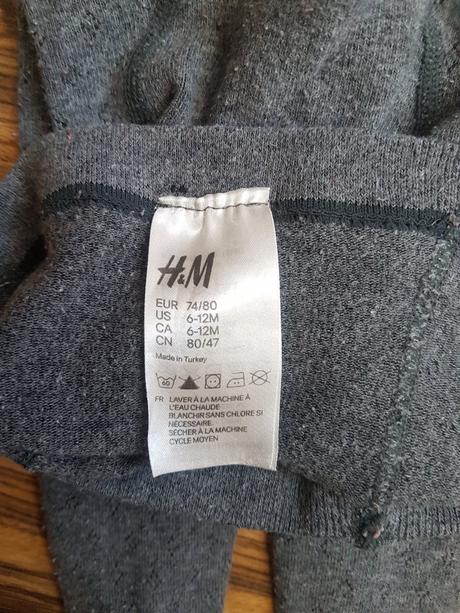 H&M
EUR 74/80
US 6-12M
CA 6-12M
CN 80/47
Made in Turkey
60
FR LAVER À LA MACHINE À
L'EAU CHAUDE
BLANCHIR SANS CHLORE SI
NÉCESSAIRE.
SÉCHER À LA MACHINE
CYCLE MOYEN